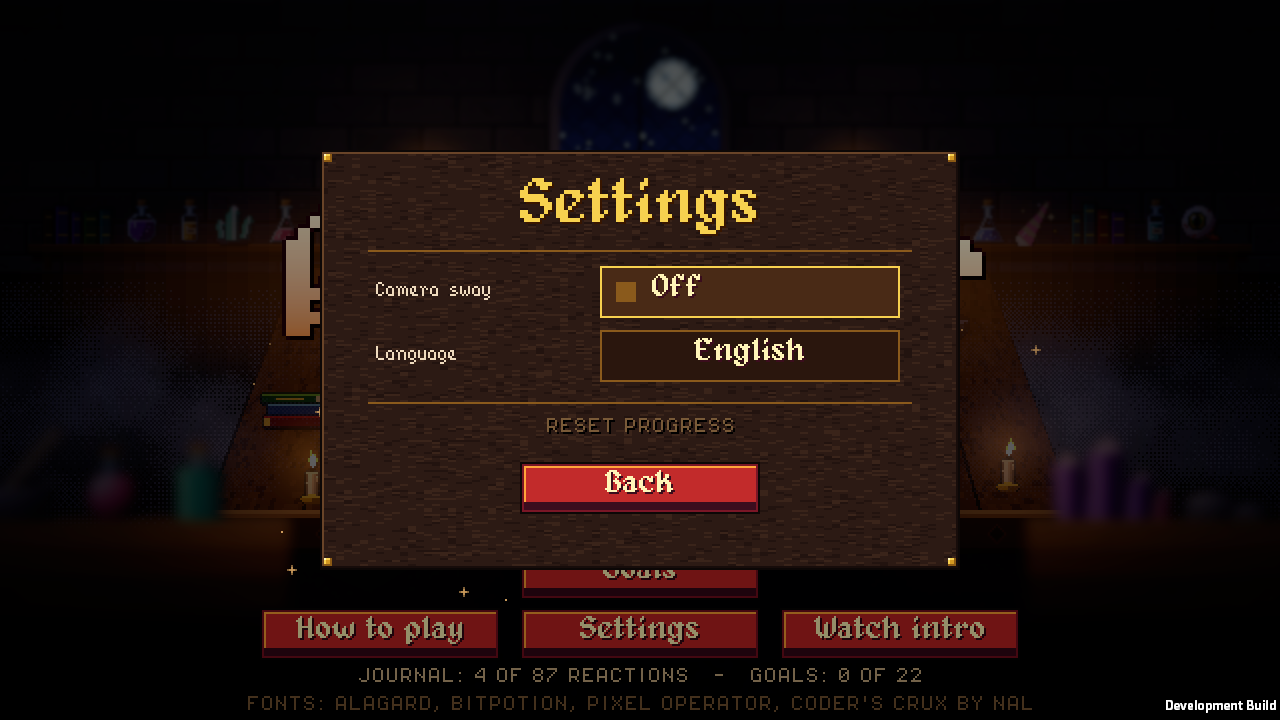 Settings
Camera sway
Off
Language
English
RESET PROGRESS
Back
Goals
How to play
Settings
Watch intro
JOURNAL: 4 OF 87 REACTIONS - GOALS: 0 OF 22
FONTS: ALAGARD, BITPOTION, PIXEL OPERATOR, CODER'S CRUX BY NAL
Development Build